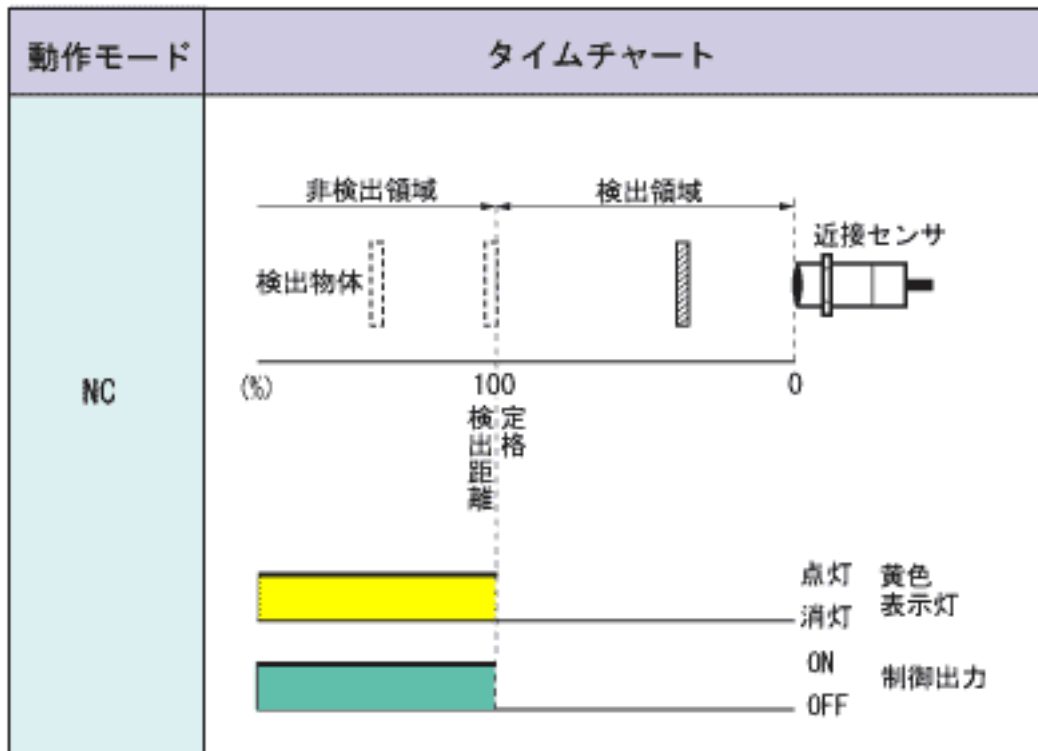 動作モード
タイムチャート
NC
非検出領域
検出領域
近接センサ
検出物体
(%)
100
0
定格
検出距離
点灯
黄色
表示灯
消灯
ON
制御出力
OFF